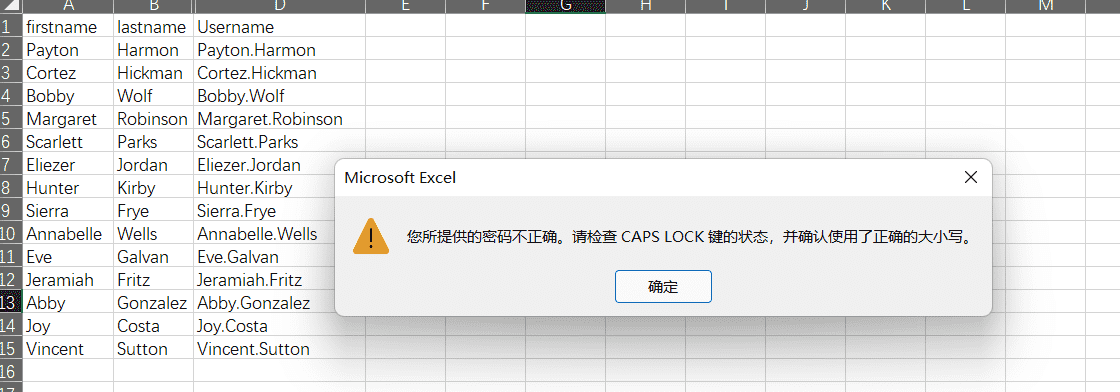 A B D E F G H I J K L M
1 firstname lastname Username
2 Payton Harmon Payton.Harmon
3 Cortez Hickman Cortez.Hickman
4 Bobby Wolf Bobby.Wolf
5 Margaret Robinson Margaret.Robinson
6 Scarlett Parks Scarlett.Parks
7 Eliezer Jordan Eliezer.Jordan
8 Hunter Kirby Hunter.Kirby
9 Sierra Frye Sierra.Frye
10 Annabelle Wells Annabelle.Wells
11 Eve Galvan Eve.Galvan
12 Jeramiah Fritz Jeramiah.Fritz
13 Abby Gonzalez Abby.Gonzalez
14 Joy Costa Joy.Costa
15 Vincent Sutton Vincent.Sutton
16
17
Microsoft Excel
您所提供的密码不正确。请检查 CAPS LOCK 键的状态，并确认使用了正确的大小写。
确定